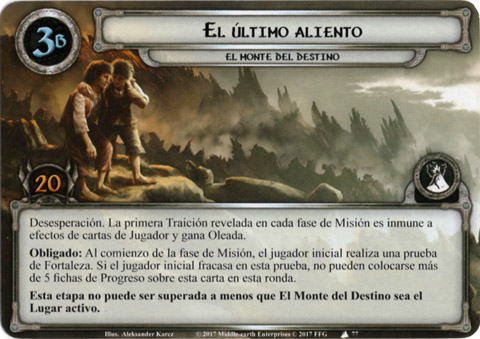 3B
El último aliento
El Monte del Destino
20
Desesperación. La primera Traición revelada en cada fase de Misión es inmune a
efectos de cartas de Jugador y gana Oleada.
Obligado: Al comienzo de la fase de Misión, el jugador inicial realiza una prueba
de Fortaleza. Si el jugador inicial fracasa en esta prueba, no pueden colocarse más
de 5 fichas de Progreso sobre esta carta en esta ronda.
Esta etapa no puede ser superada a menos que El Monte del Destino sea el
Lugar activo.
Illus. Aleksander Karcz © 2017 Middle-earth Enterprises © 2017 FFG 77